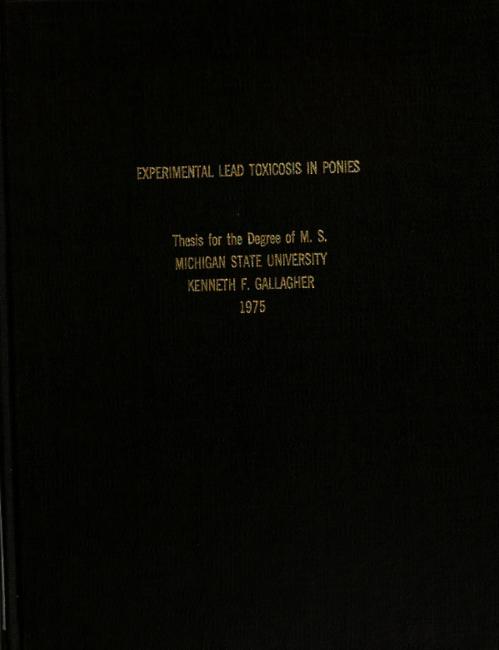 EXPERIMENTAL LEAD TOXICOSIS IN PONIES
Thesis for the Degree of M. S.
MICHIGAN STATE UNIVERSITY
KENNETH F. GALLAGHER
1975